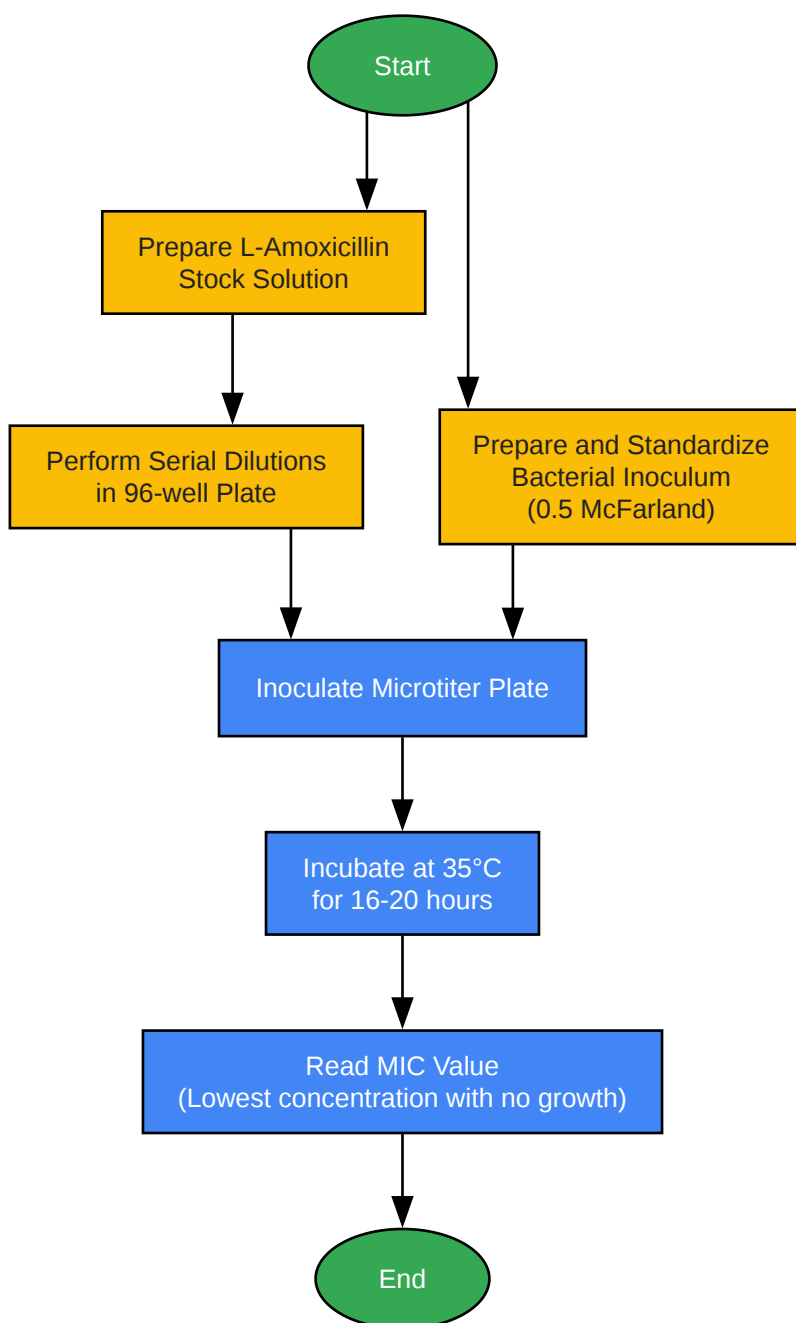 Start
Prepare L-Amoxicillin
Stock Solution
Perform Serial Dilutions
in 96-well Plate
Prepare and Standardize
Bacterial Inoculum
(0.5 McFarland)
Inoculate Microtiter Plate
Incubate at 35°C
for 16-20 hours
Read MIC Value
(Lowest concentration with no growth)
End